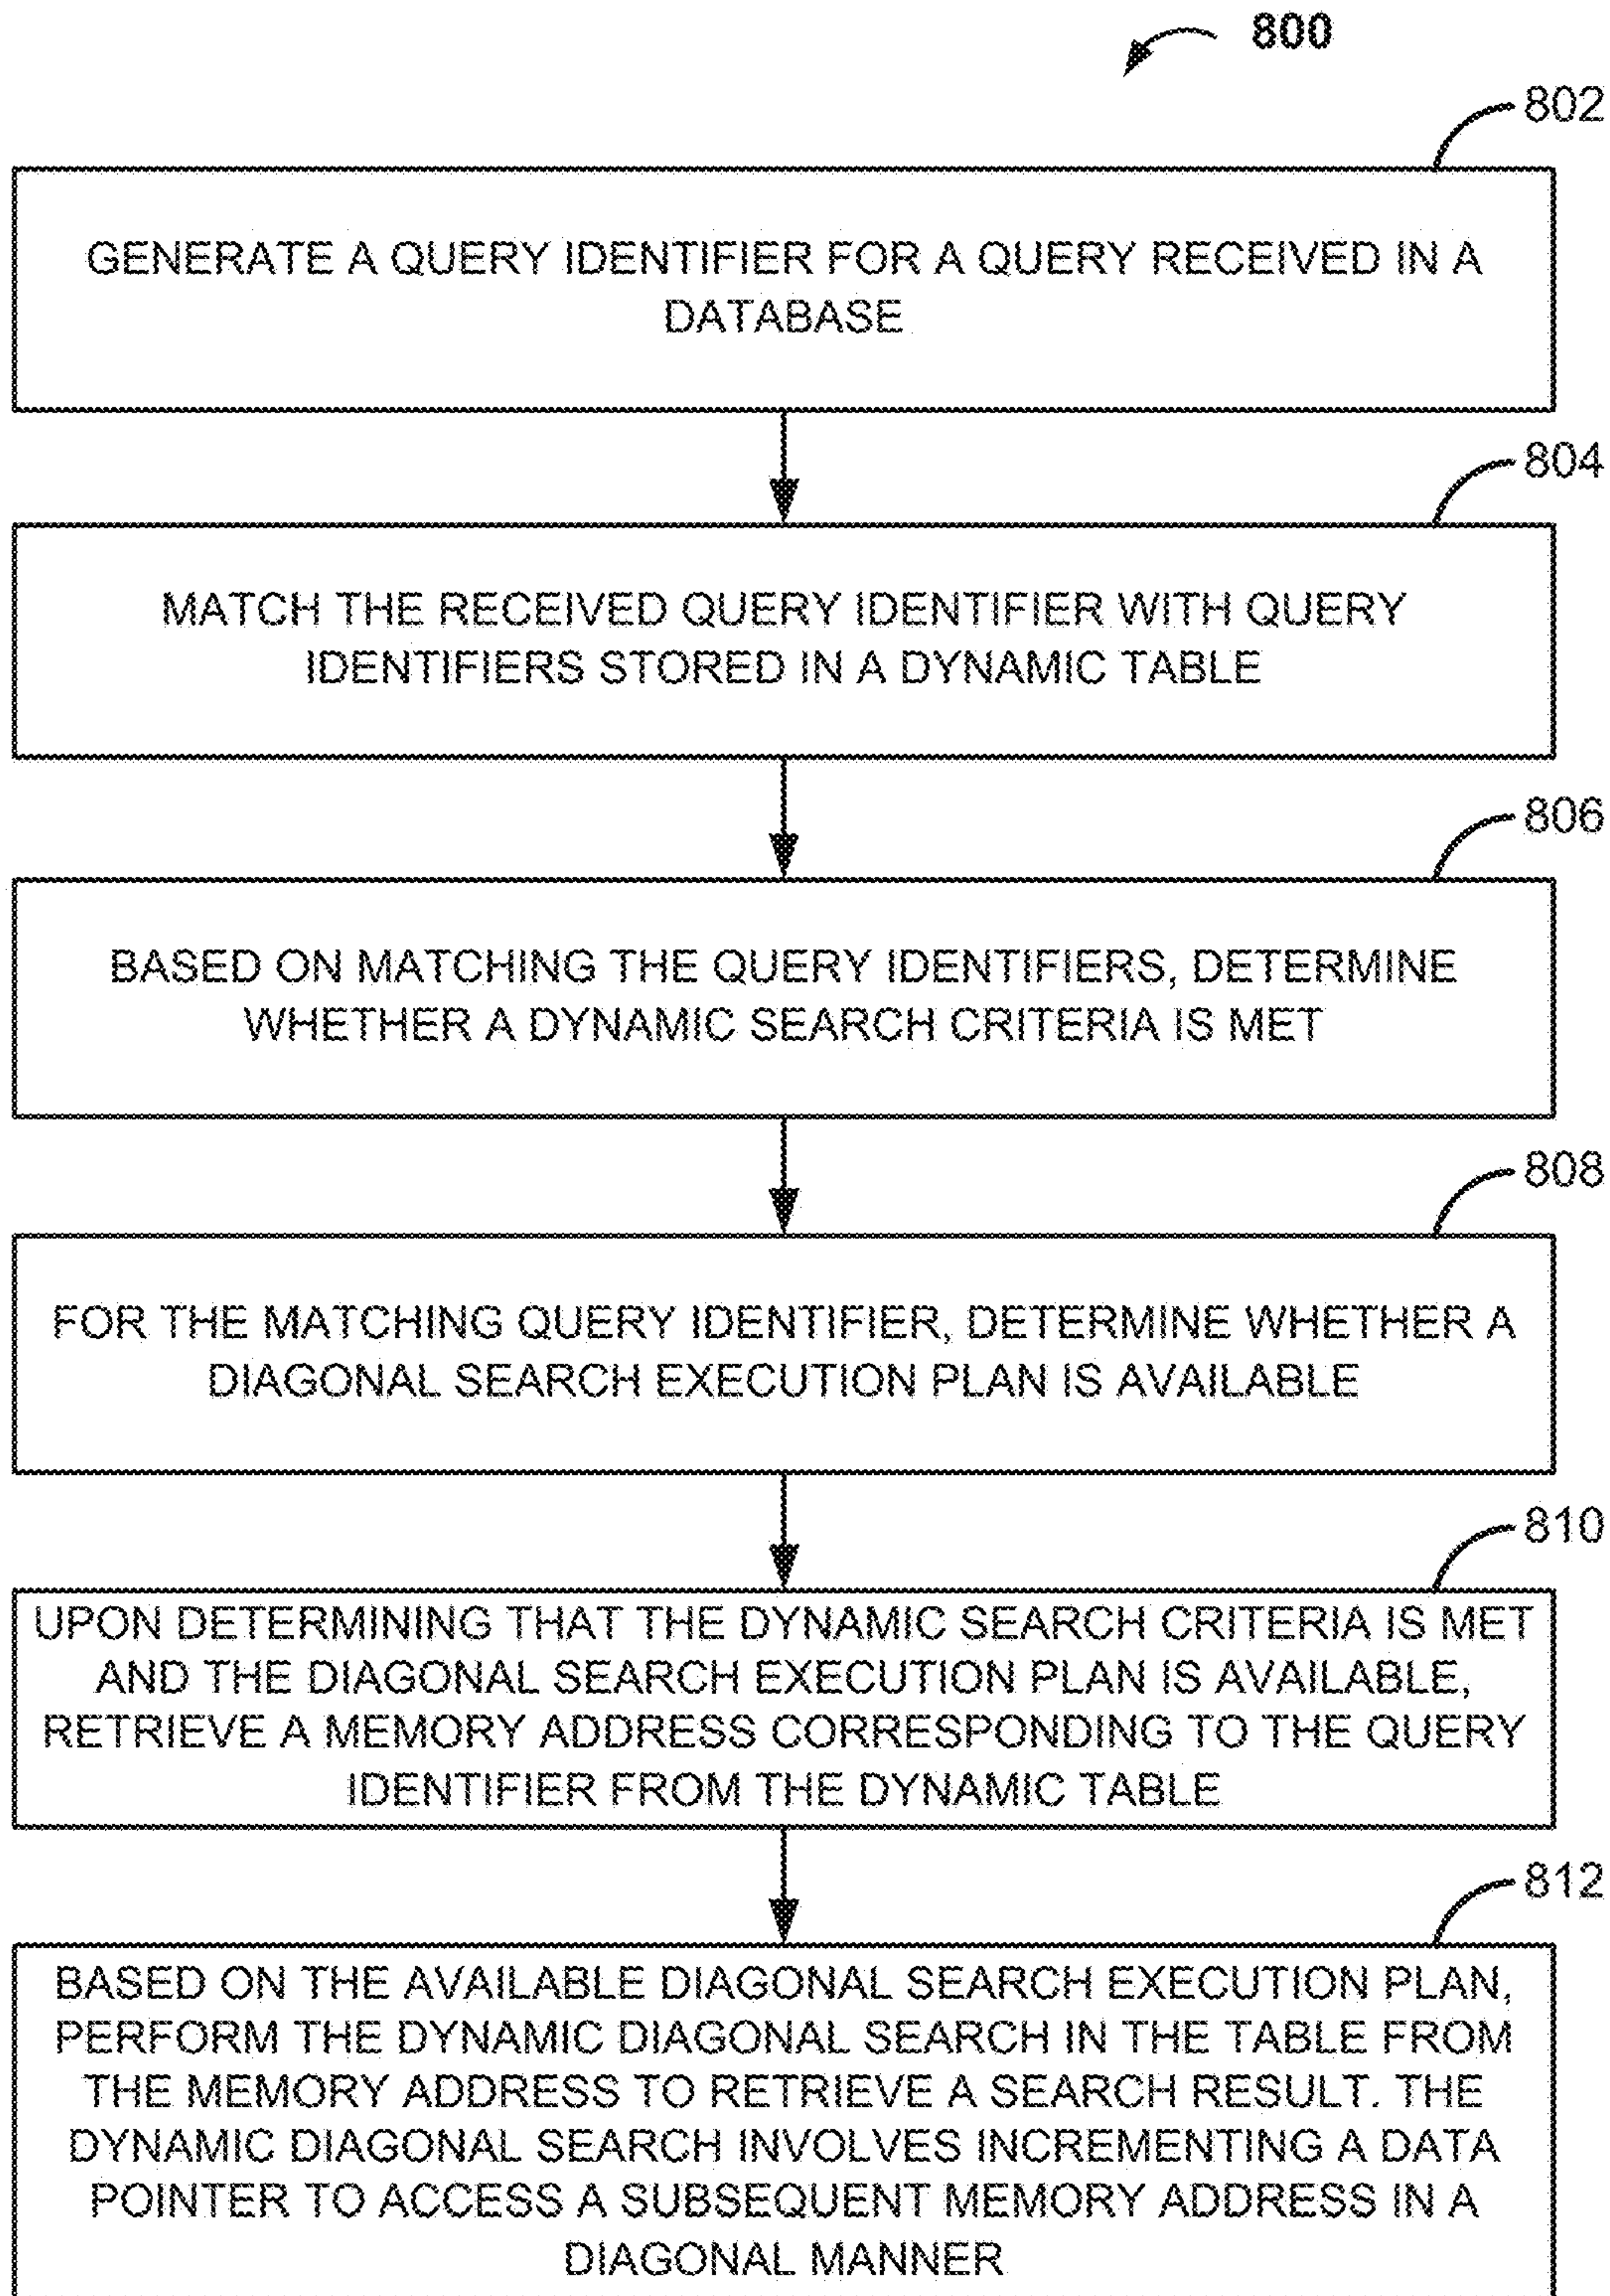 800
802
GENERATE A QUERY IDENTIFIER FOR A QUERY RECEIVED IN A
DATABASE
804
MATCH THE RECEIVED QUERY IDENTIFIER WITH QUERY
IDENTIFIERS STORED IN A DYNAMIC TABLE
806
BASED ON MATCHING THE QUERY IDENTIFIERS, DETERMINE
WHETHER A DYNAMIC SEARCH CRITERIA IS MET
808
FOR THE MATCHING QUERY IDENTIFIER, DETERMINE WHETHER A
DIAGONAL SEARCH EXECUTION PLAN IS AVAILABLE
810
UPON DETERMINING THAT THE DYNAMIC SEARCH CRITERIA IS MET
AND THE DIAGONAL SEARCH EXECUTION PLAN IS AVAILABLE,
RETRIEVE A MEMORY ADDRESS CORRESPONDING TO THE QUERY
IDENTIFIER FROM THE DYNAMIC TABLE
812
BASED ON THE AVAILABLE DIAGONAL SEARCH EXECUTION PLAN,
PERFORM THE DYNAMIC DIAGONAL SEARCH IN THE TABLE FROM
THE MEMORY ADDRESS TO RETRIEVE A SEARCH RESULT. THE
DYNAMIC DIAGONAL SEARCH INVOLVES INCREMENTING A DATA
POINTER TO ACCESS A SUBSEQUENT MEMORY ADDRESS IN A
DIAGONAL MANNER